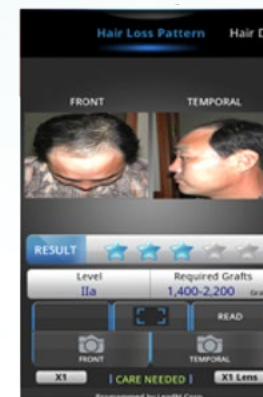 Hair Loss Pattern Hair D
FRONT TEMPORAL
RESULT
Level Required Grafts
IIa 1,400-2,200
READ
FRONT TEMPORAL
X1 | CARE NEEDED | X1 Lens